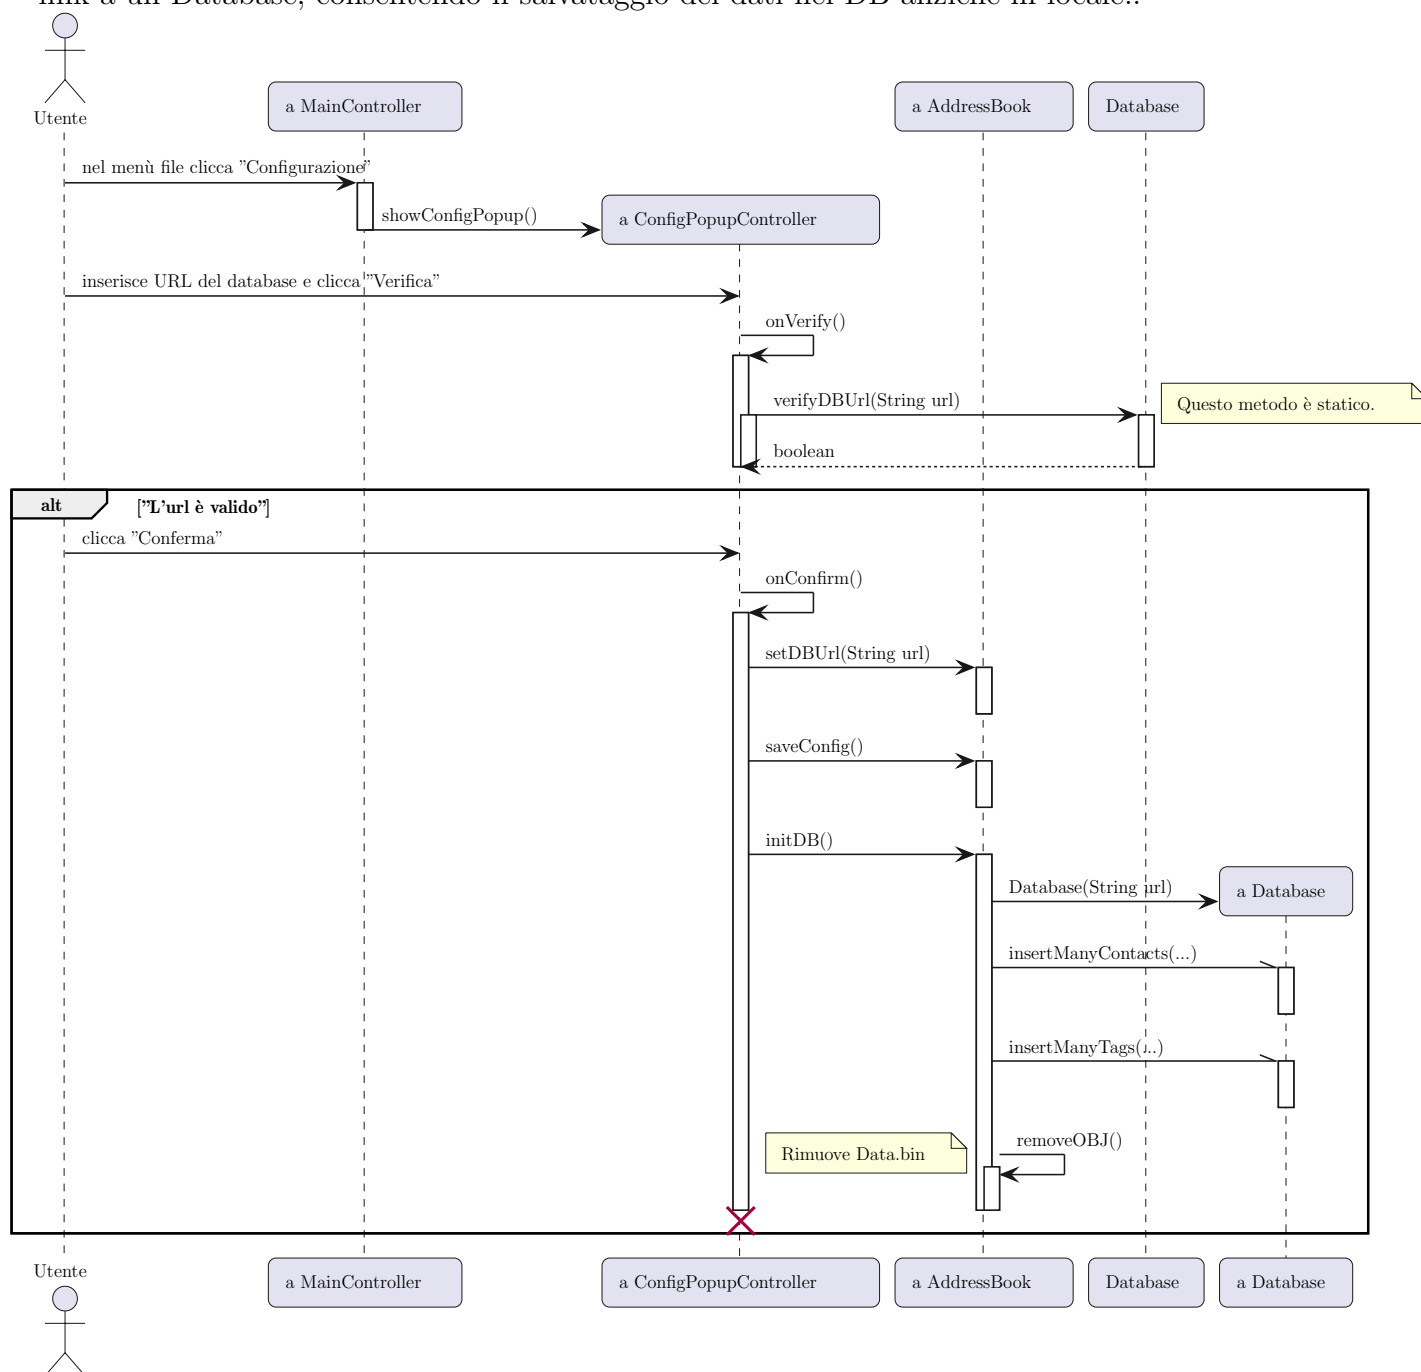 link a un Database, consentendo il salvataggio dei dati nel DB anziché in locale..
Utente
a MainController
a AddressBook
Database
nel menù file clicca ”Configurazione”
showConfigPopup()
a ConfigPopupController
inserisce URL del database e clicca ”Verifica”
onVerify()
verifyDBUrl(String url)
Questo metodo è statico.
boolean
alt
[”L’url è valido”]
clicca ”Conferma”
onConfirm()
setDBUrl(String url)
saveConfig()
initDB()
Database(String url)
a Database
insertManyContacts(...)
insertManyTags(...)
removeOBJ()
Rimuove Data.bin
Utente
a MainController
a ConfigPopupController
a AddressBook
Database
a Database